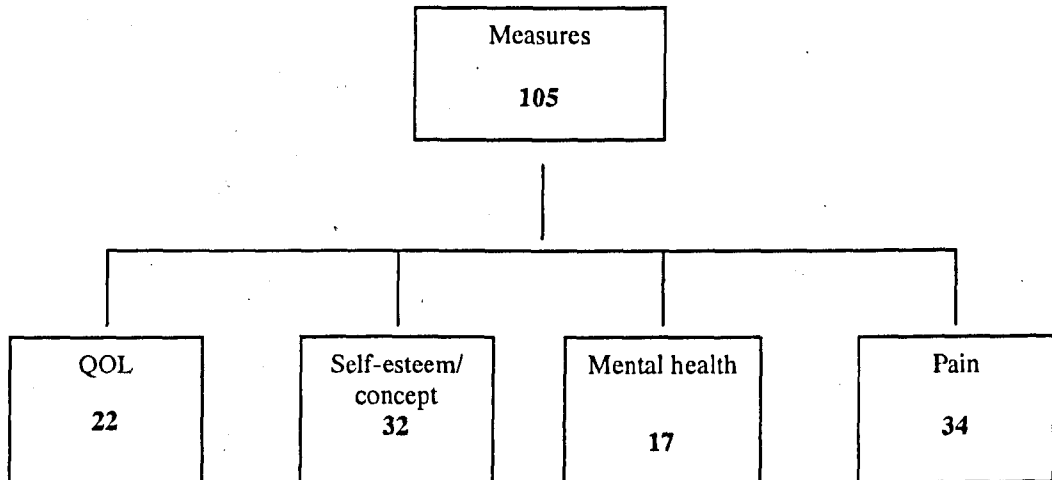 Measures
105
QOL
22
Self-esteem/
concept
32
Mental health
17
Pain
34